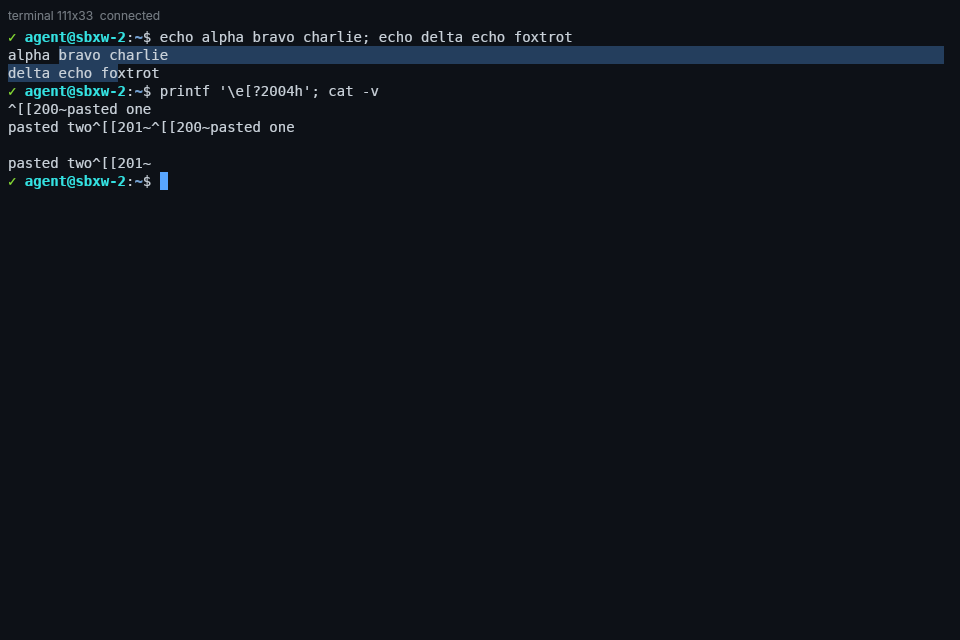 terminal 111x33 connected
✓ agent@sbxw-2:~$ echo alpha bravo charlie; echo delta echo foxtrot
alpha bravo charlie
delta echo foxtrot
✓ agent@sbxw-2:~$ printf '\e[?2004h'; cat -v
^[[200~pasted one
pasted two^[[201~^[[200~pasted one
pasted two^[[201~
✓ agent@sbxw-2:~$